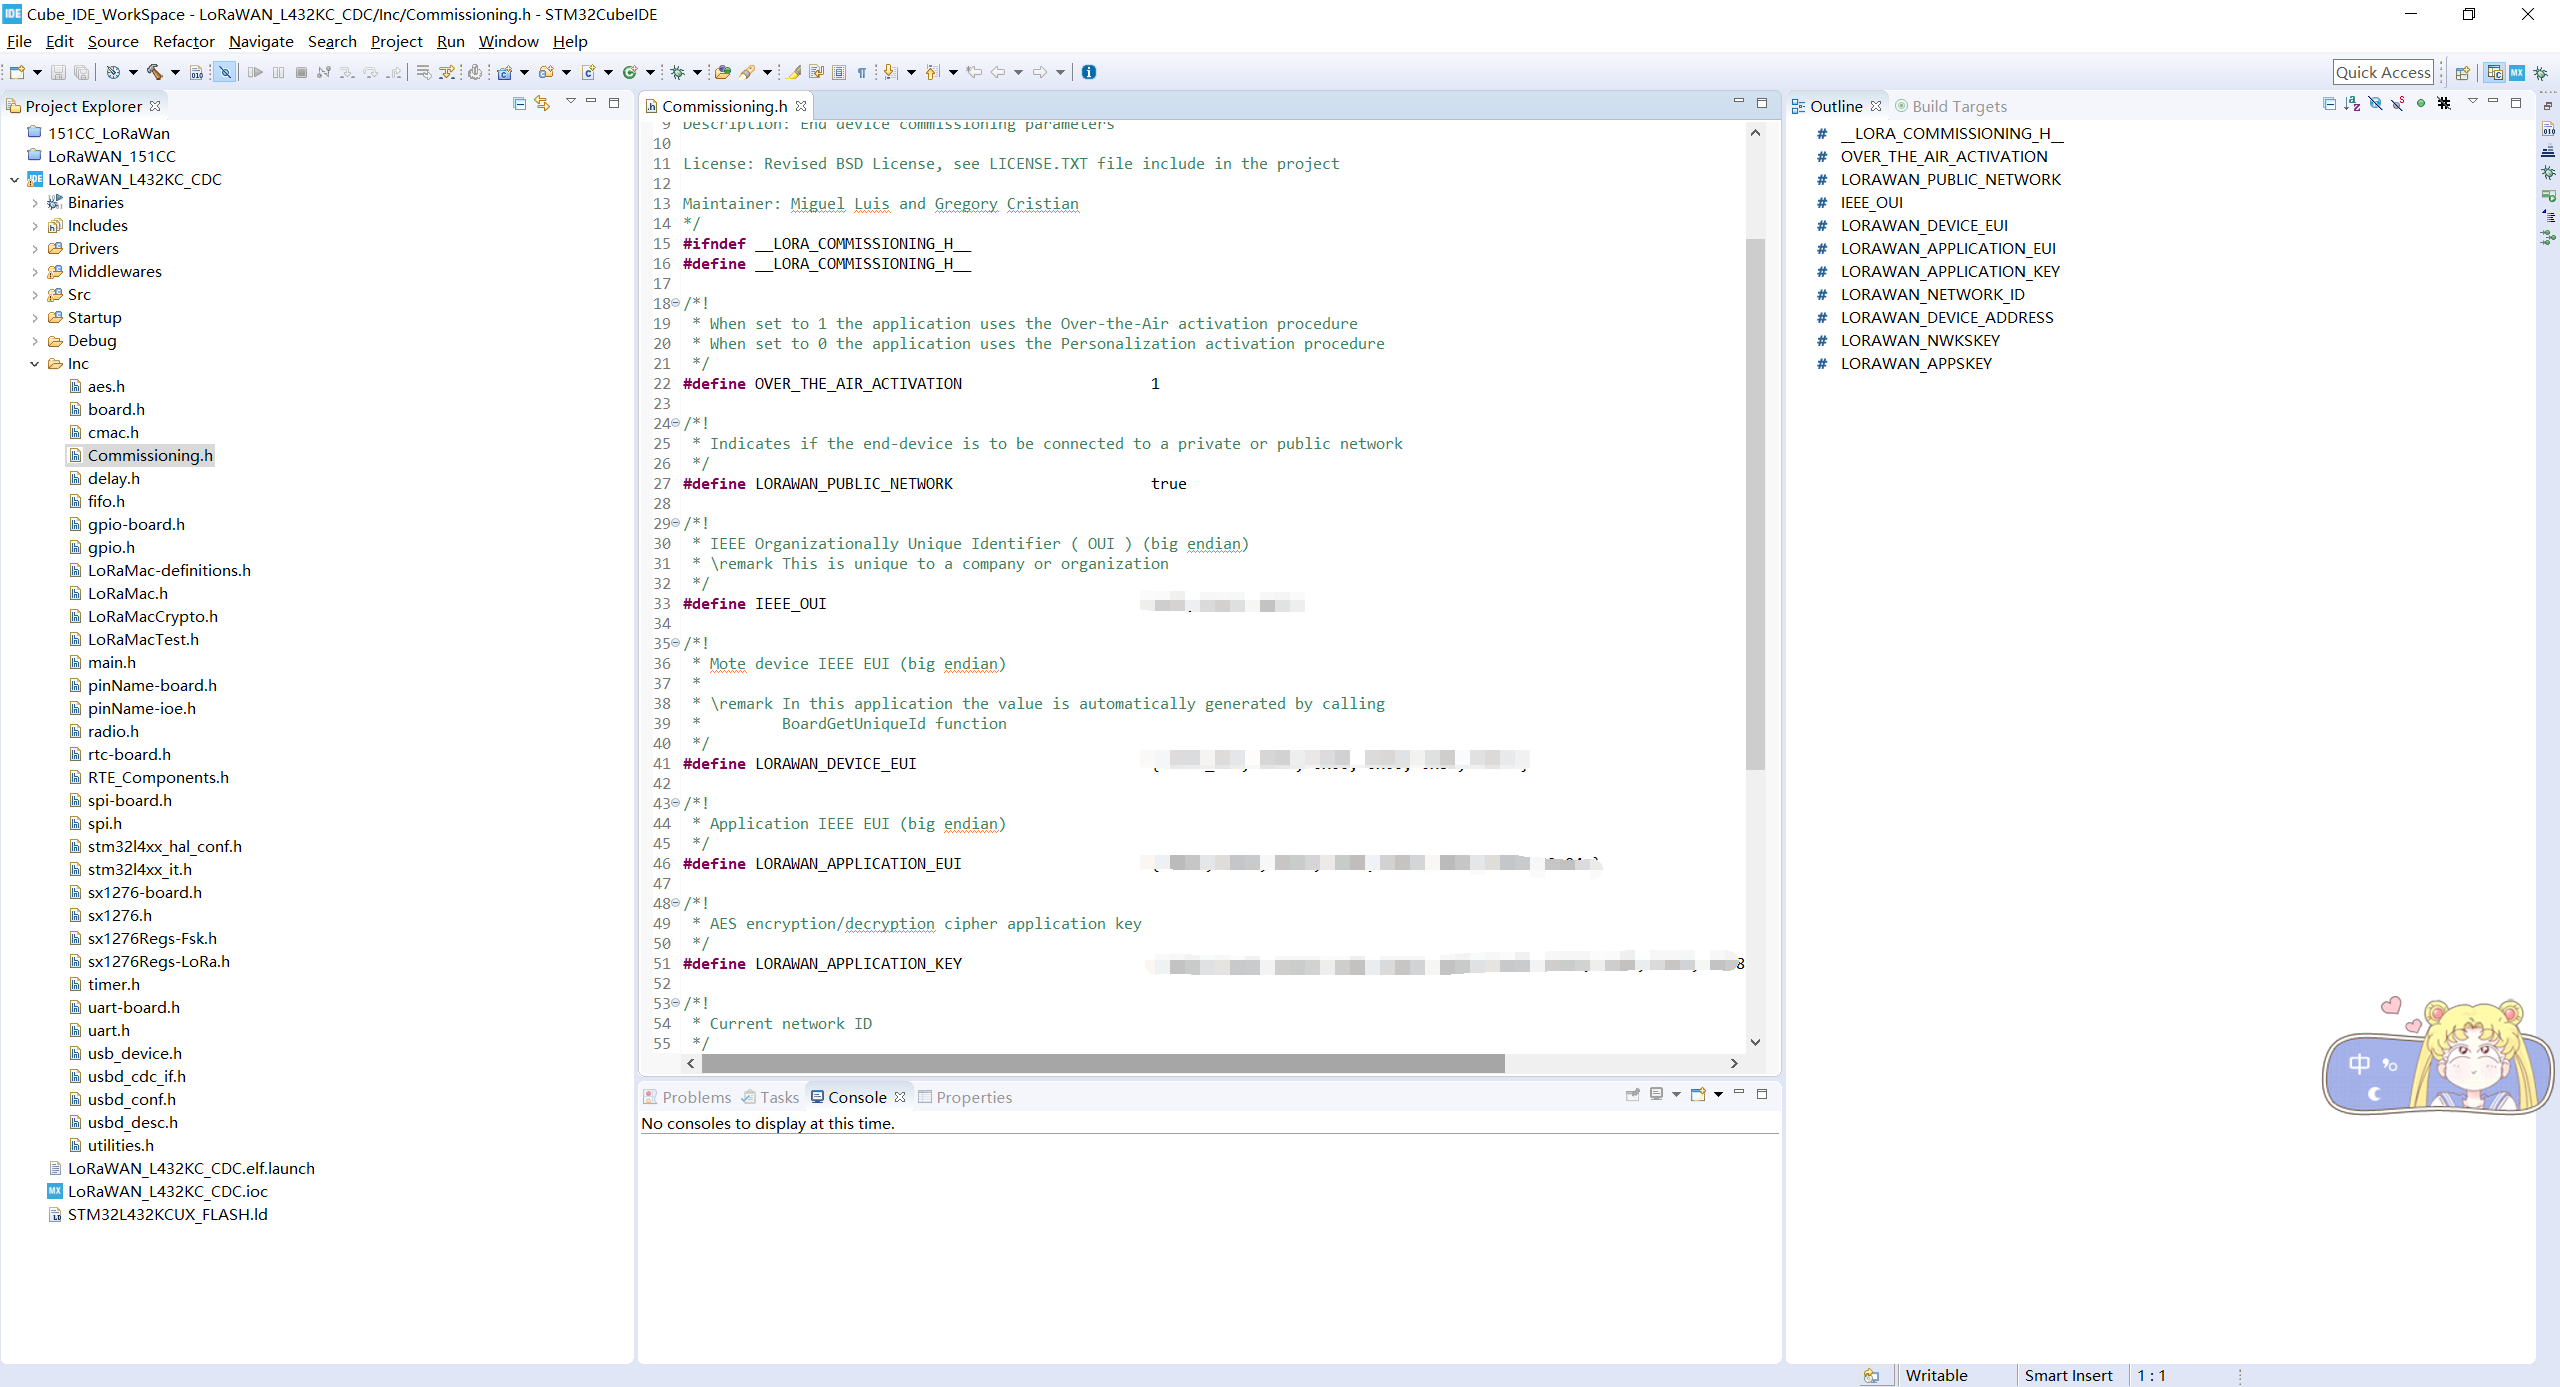 IDE Cube_IDE_WorkSpace - LoRaWAN_L432KC_CDC/Inc/Commissioning.h - STM32CubeIDE
File Edit Source Refactor Navigate Search Project Run Window Help
Quick Access
Project Explorer
151CC_LoRaWan
LoRaWAN_151CC
LoRaWAN_L432KC_CDC
Binaries
Includes
Drivers
Middlewares
Src
Startup
Debug
Inc
aes.h
board.h
cmac.h
Commissioning.h
delay.h
fifo.h
gpio-board.h
gpio.h
LoRaMac-definitions.h
LoRaMac.h
LoRaMacCrypto.h
LoRaMacTest.h
main.h
pinName-board.h
pinName-ioe.h
radio.h
rtc-board.h
RTE_Components.h
spi-board.h
spi.h
stm32l4xx_hal_conf.h
stm32l4xx_it.h
sx1276-board.h
sx1276.h
sx1276Regs-Fsk.h
sx1276Regs-LoRa.h
timer.h
uart-board.h
uart.h
usb_device.h
usbd_cdc_if.h
usbd_conf.h
usbd_desc.h
utilities.h
LoRaWAN_L432KC_CDC.elf.launch
MX LoRaWAN_L432KC_CDC.ioc
STM32L432KCUX_FLASH.ld
Commissioning.h
9 Description: End device commissioning parameters
10
11 License: Revised BSD License, see LICENSE.TXT file include in the project
12
13 Maintainer: Miguel Luis and Gregory Cristian
14 */
15 #ifndef __LORA_COMMISSIONING_H__
16 #define __LORA_COMMISSIONING_H__
17
18 /*!
19 * When set to 1 the application uses the Over-the-Air activation procedure
20 * When set to 0 the application uses the Personalization activation procedure
21 */
22 #define OVER_THE_AIR_ACTIVATION 1
23
24 /*!
25 * Indicates if the end-device is to be connected to a private or public network
26 */
27 #define LORAWAN_PUBLIC_NETWORK true
28
29 /*!
30 * IEEE Organizationally Unique Identifier ( OUI ) (big endian)
31 * \remark This is unique to a company or organization
32 */
33 #define IEEE_OUI
34
35 /*!
36 * Mote device IEEE EUI (big endian)
37 *
38 * \remark In this application the value is automatically generated by calling
39 * BoardGetUniqueId function
40 */
41 #define LORAWAN_DEVICE_EUI
42
43 /*!
44 * Application IEEE EUI (big endian)
45 */
46 #define LORAWAN_APPLICATION_EUI
47
48 /*!
49 * AES encryption/decryption cipher application key
50 */
51 #define LORAWAN_APPLICATION_KEY 8
52
53 /*!
54 * Current network ID
55 */
Problems Tasks Console Properties
No consoles to display at this time.
Outline Build Targets
# __LORA_COMMISSIONING_H__
# OVER_THE_AIR_ACTIVATION
# LORAWAN_PUBLIC_NETWORK
# IEEE_OUI
# LORAWAN_DEVICE_EUI
# LORAWAN_APPLICATION_EUI
# LORAWAN_APPLICATION_KEY
# LORAWAN_NETWORK_ID
# LORAWAN_DEVICE_ADDRESS
# LORAWAN_NWKSKEY
# LORAWAN_APPSKEY
中
Writable Smart Insert 1 : 1